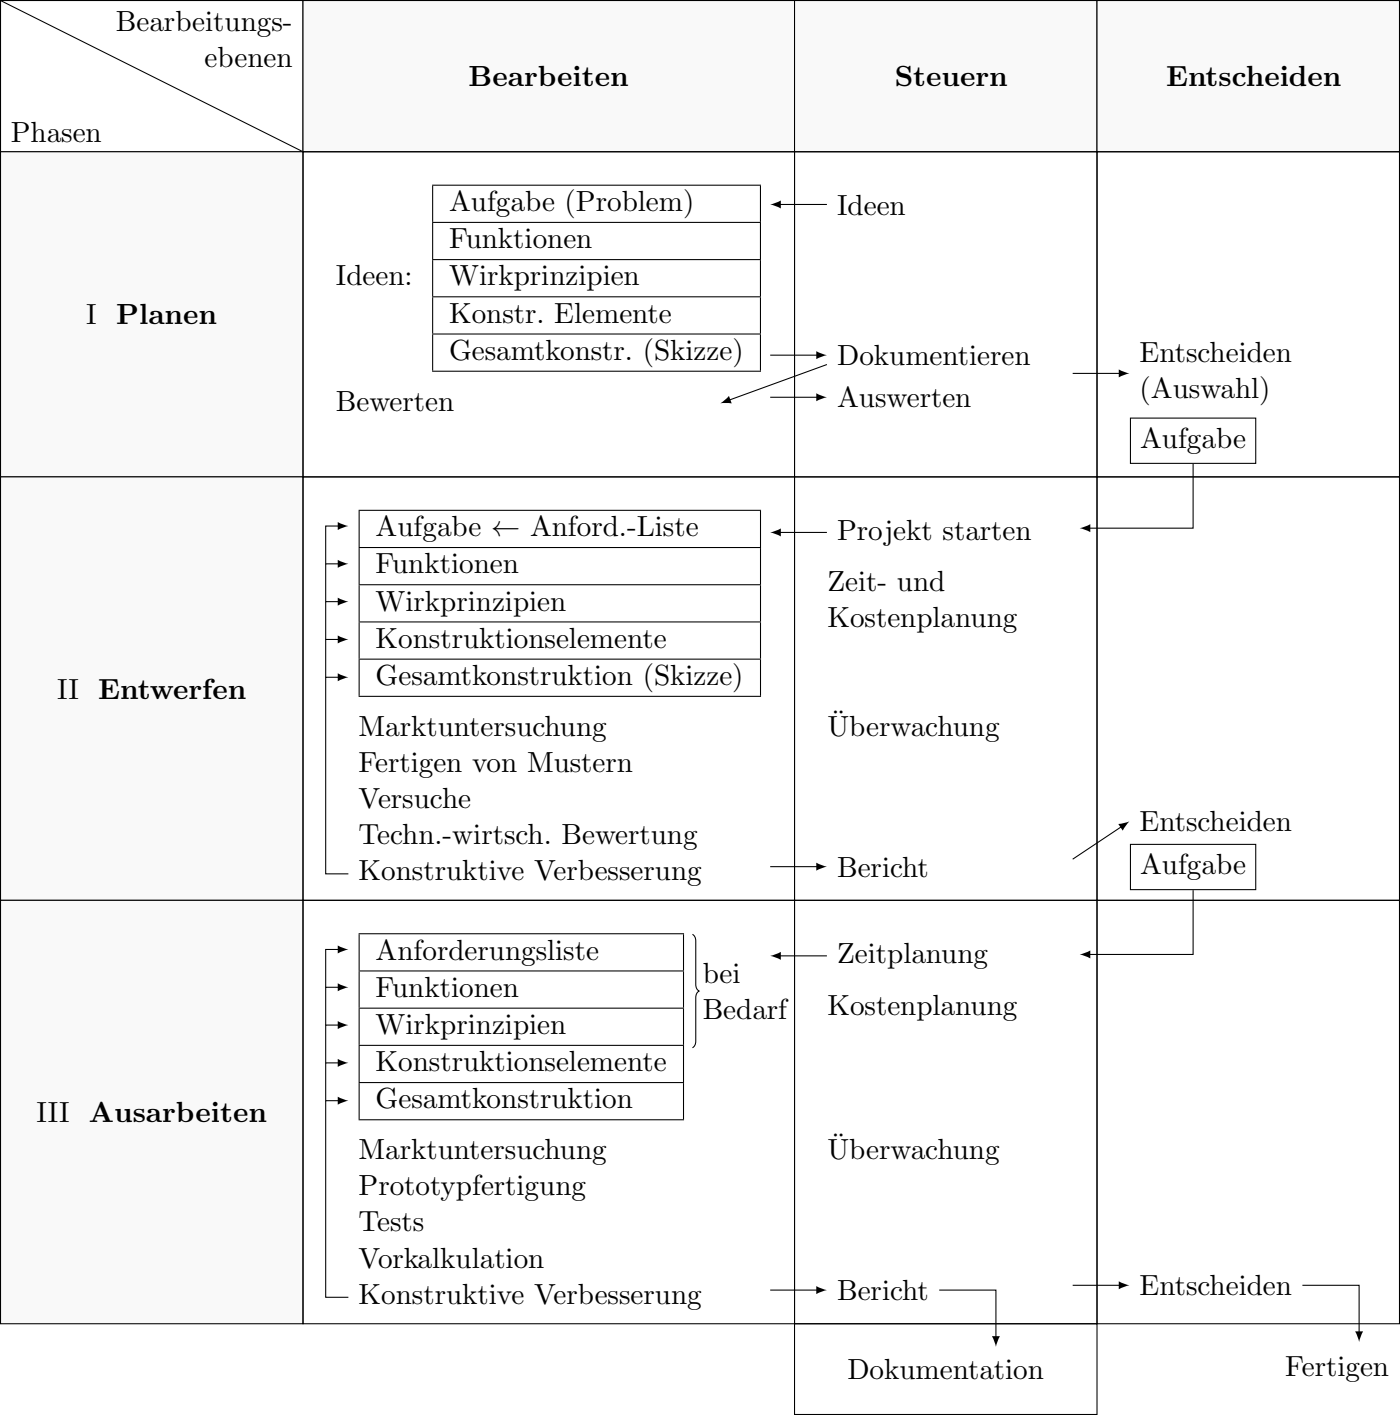 Bearbeitungs-
ebenen
Phasen
Bearbeiten
Steuern
Entscheiden
I Planen
Ideen:
Aufgabe (Problem)
Funktionen
Wirkprinzipien
Konstr. Elemente
Gesamtkonstr. (Skizze)
Bewerten
Ideen
Dokumentieren
Auswerten
Entscheiden
(Auswahl)
Aufgabe
II Entwerfen
Aufgabe ← Anford.-Liste
Funktionen
Wirkprinzipien
Konstruktionselemente
Gesamtkonstruktion (Skizze)
Marktuntersuchung
Fertigen von Mustern
Versuche
Techn.-wirtsch. Bewertung
Konstruktive Verbesserung
Projekt starten
Zeit- und
Kostenplanung
Überwachung
Bericht
Entscheiden
Aufgabe
III Ausarbeiten
Anforderungsliste
Funktionen
Wirkprinzipien
Konstruktionselemente
Gesamtkonstruktion
bei
Bedarf
Marktuntersuchung
Prototypfertigung
Tests
Vorkalkulation
Konstruktive Verbesserung
Zeitplanung
Kostenplanung
Überwachung
Bericht
Entscheiden
Dokumentation
Fertigen